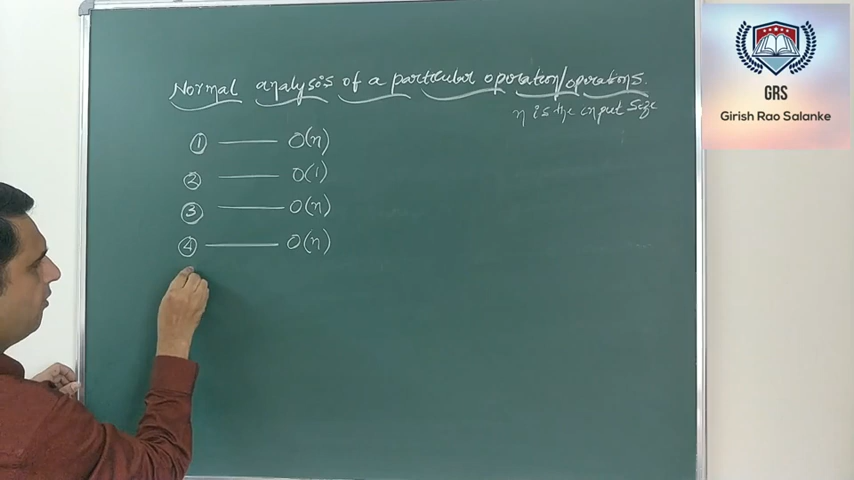 Normal analysis of a particular operation/operations.
n is the input size
① —— O(n)
② —— O(1)
③ —— O(n)
④ —— O(n)
GRS
Girish Rao Salanke